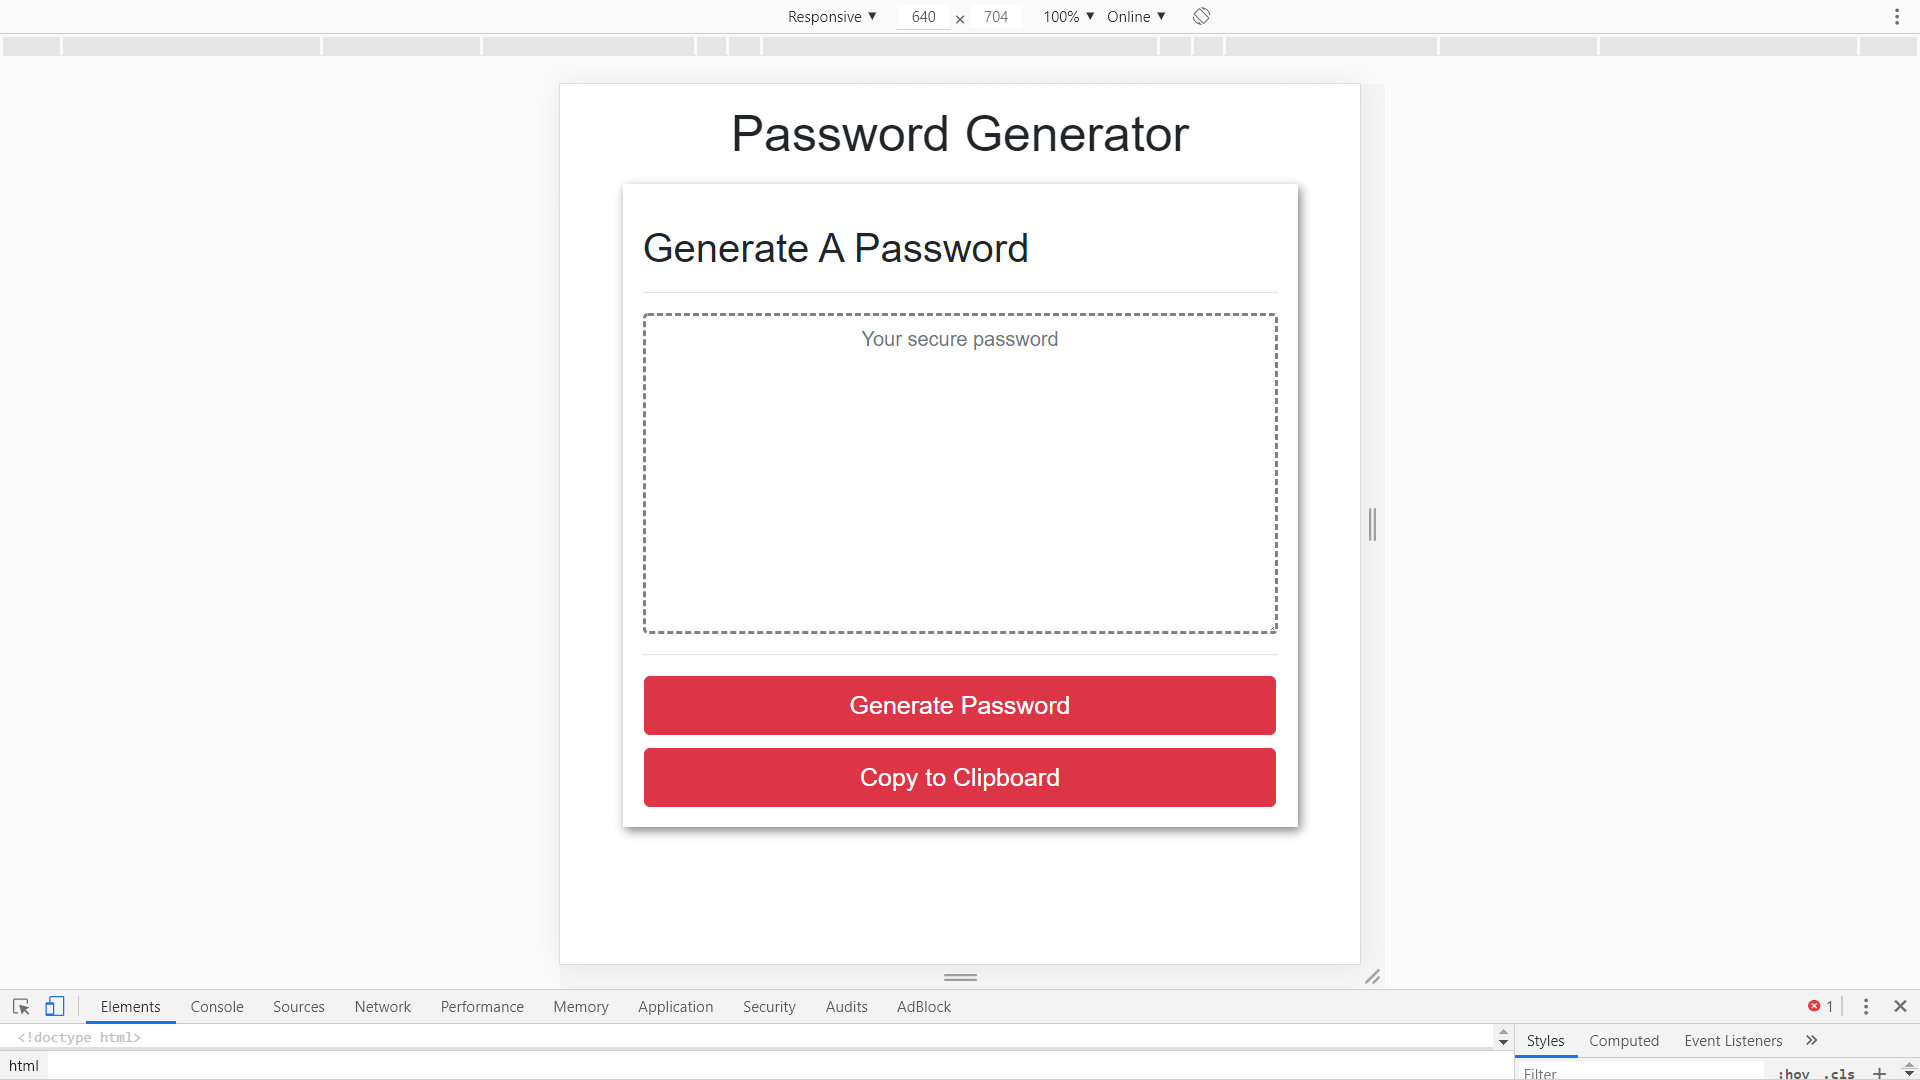 Responsive ▼ 640 × 704 100% ▼ Online ▼
Password Generator
Generate A Password
Your secure password
Generate Password
Copy to Clipboard
Elements Console Sources Network Performance Memory Application Security Audits AdBlock 1
<!doctype html>
Styles Computed Event Listeners »
html
Filter :hov .cls +